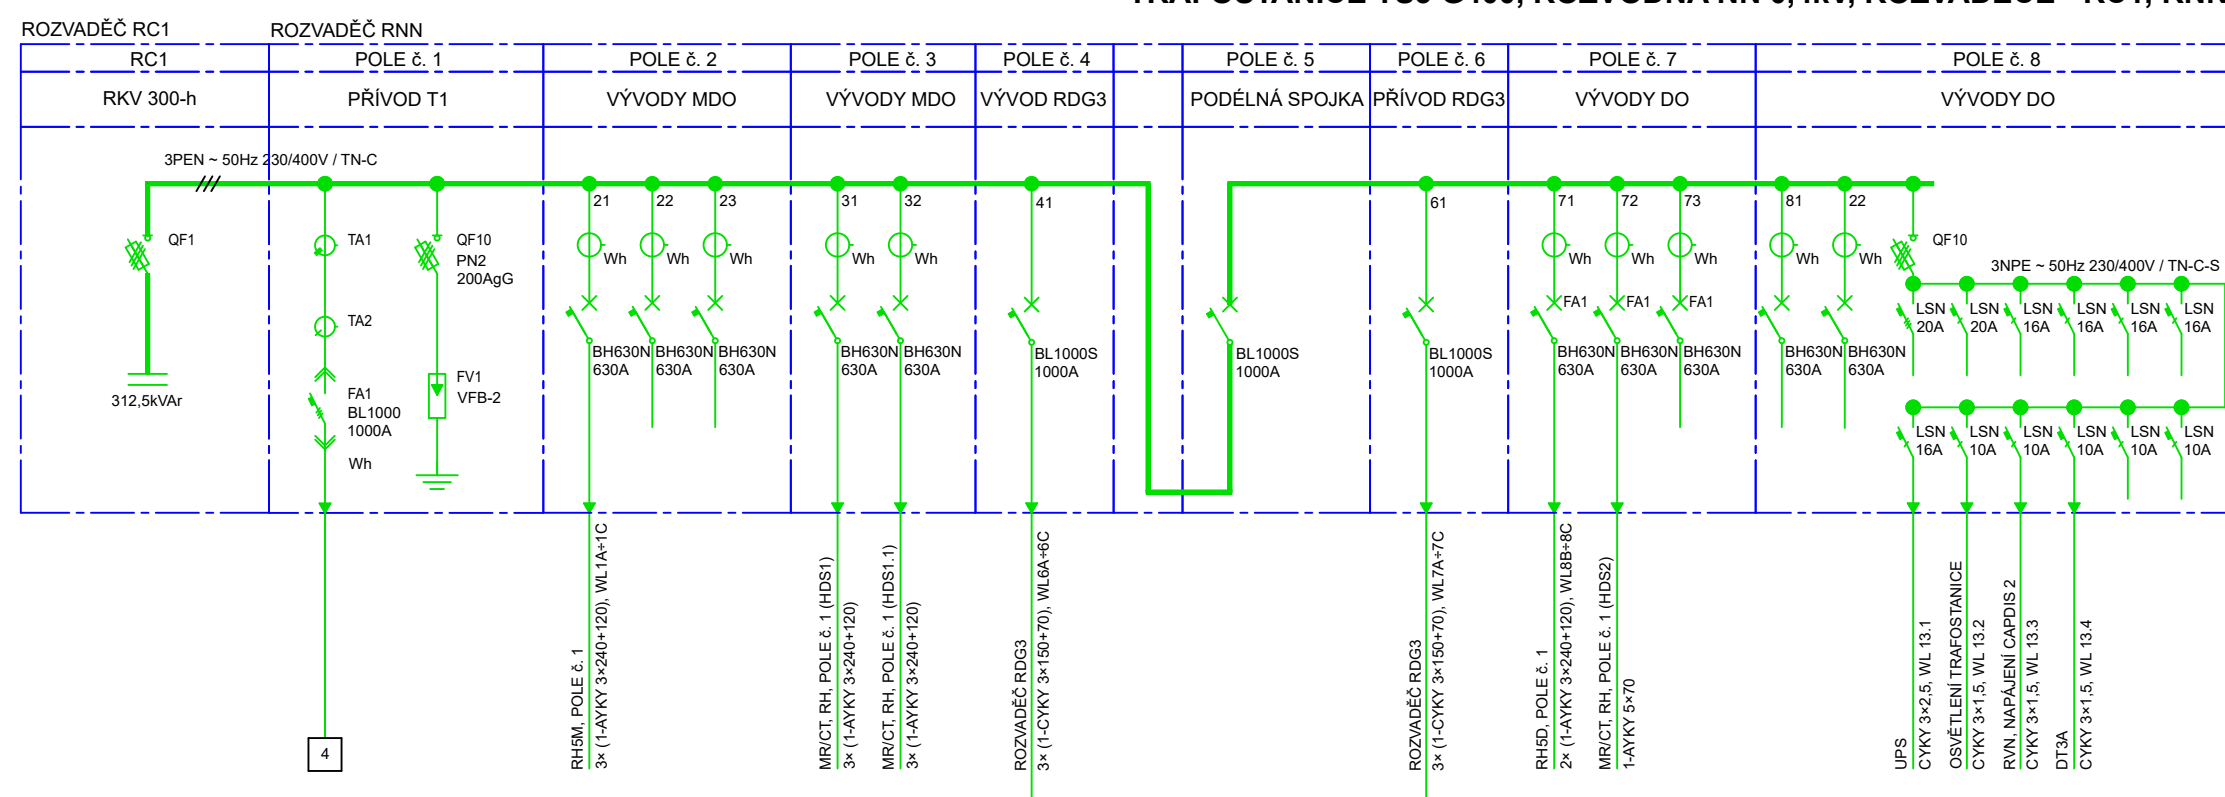 ROZVADĚČ RC1
ROZVADĚČ RNN
RC1
POLE č. 1
POLE č. 2
POLE č. 3
POLE č. 4
POLE č. 5
POLE č. 6
POLE č. 7
POLE č. 8
RKV 300-h
PŘÍVOD T1
VÝVODY MDO
VÝVODY MDO
VÝVOD RDG3
PODÉLNÁ SPOJKA
PŘÍVOD RDG3
VÝVODY DO
VÝVODY DO
3PEN ~ 50Hz 230/400V / TN-C
QF1
312,5kVAr
TA1
TA2
FA1
BL1000
1000A
Wh
QF10
PN2
200AgG
FV1
VFB-2
21
22
23
Wh
Wh
Wh
BH630N
630A
BH630N
630A
BH630N
630A
31
32
Wh
Wh
BH630N
630A
BH630N
630A
41
BL1000S
1000A
BL1000S
1000A
61
BL1000S
1000A
71
72
73
Wh
Wh
Wh
FA1
FA1
FA1
BH630N
630A
BH630N
630A
BH630N
630A
81
22
Wh
Wh
BH630N
630A
BH630N
630A
QF10
3NPE ~ 50Hz 230/400V / TN-C-S
LSN
20A
LSN
20A
LSN
16A
LSN
16A
LSN
16A
LSN
16A
LSN
16A
LSN
10A
LSN
10A
LSN
10A
LSN
10A
LSN
10A
4
RH5M, POLE č. 1
3× (1-AYKY 3×240+120), WL1A÷1C
MR/CT, RH, POLE č. 1 (HDS1)
3× (1-AYKY 3×240+120)
MR/CT, RH, POLE č. 1 (HDS1.1)
3× (1-AYKY 3×240+120)
ROZVADĚČ RDG3
3× (1-CYKY 3×150+70), WL6A÷6C
ROZVADĚČ RDG3
3× (1-CYKY 3×150+70), WL7A÷7C
RH5D, POLE č. 1
2× (1-AYKY 3×240+120), WL8B÷8C
MR/CT, RH, POLE č. 1 (HDS2)
1-AYKY 5×70
UPS
CYKY 3×2,5, WL 13.1
OSVĚTLENÍ TRAFOSTANICE
CYKY 3×1,5, WL 13.2
RVN, NAPÁJENÍ CAPDIS 2
CYKY 3×1,5, WL 13.3
DT3A
CYKY 3×1,5, WL 13.4